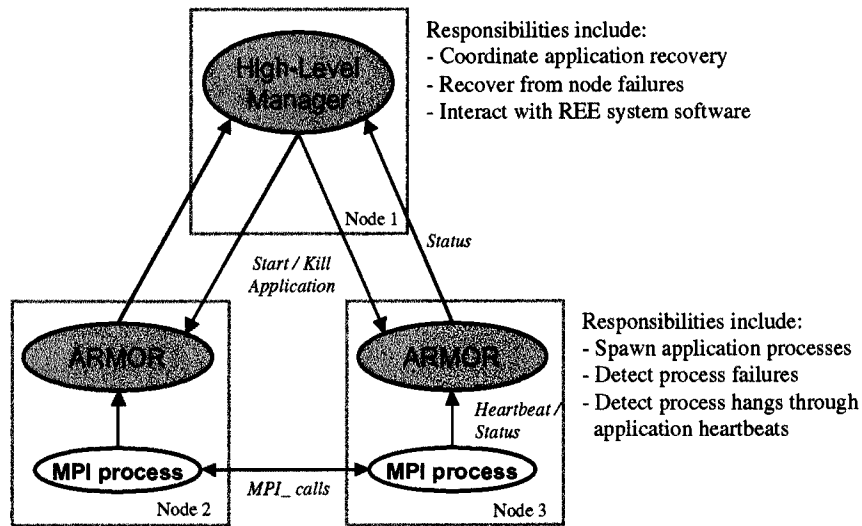 Responsibilities include:
- Coordinate application recovery
- Recover from node failures
- Interact with REE system software
High-Level
Manager
Node 1
Status
Start / Kill
Application
Responsibilities include:
- Spawn application processes
- Detect process failures
- Detect process hangs through
application heartbeats
ARMOR
ARMOR
Heartbeat /
Status
MPI process
MPI process
MPI_ calls
Node 2
Node 3